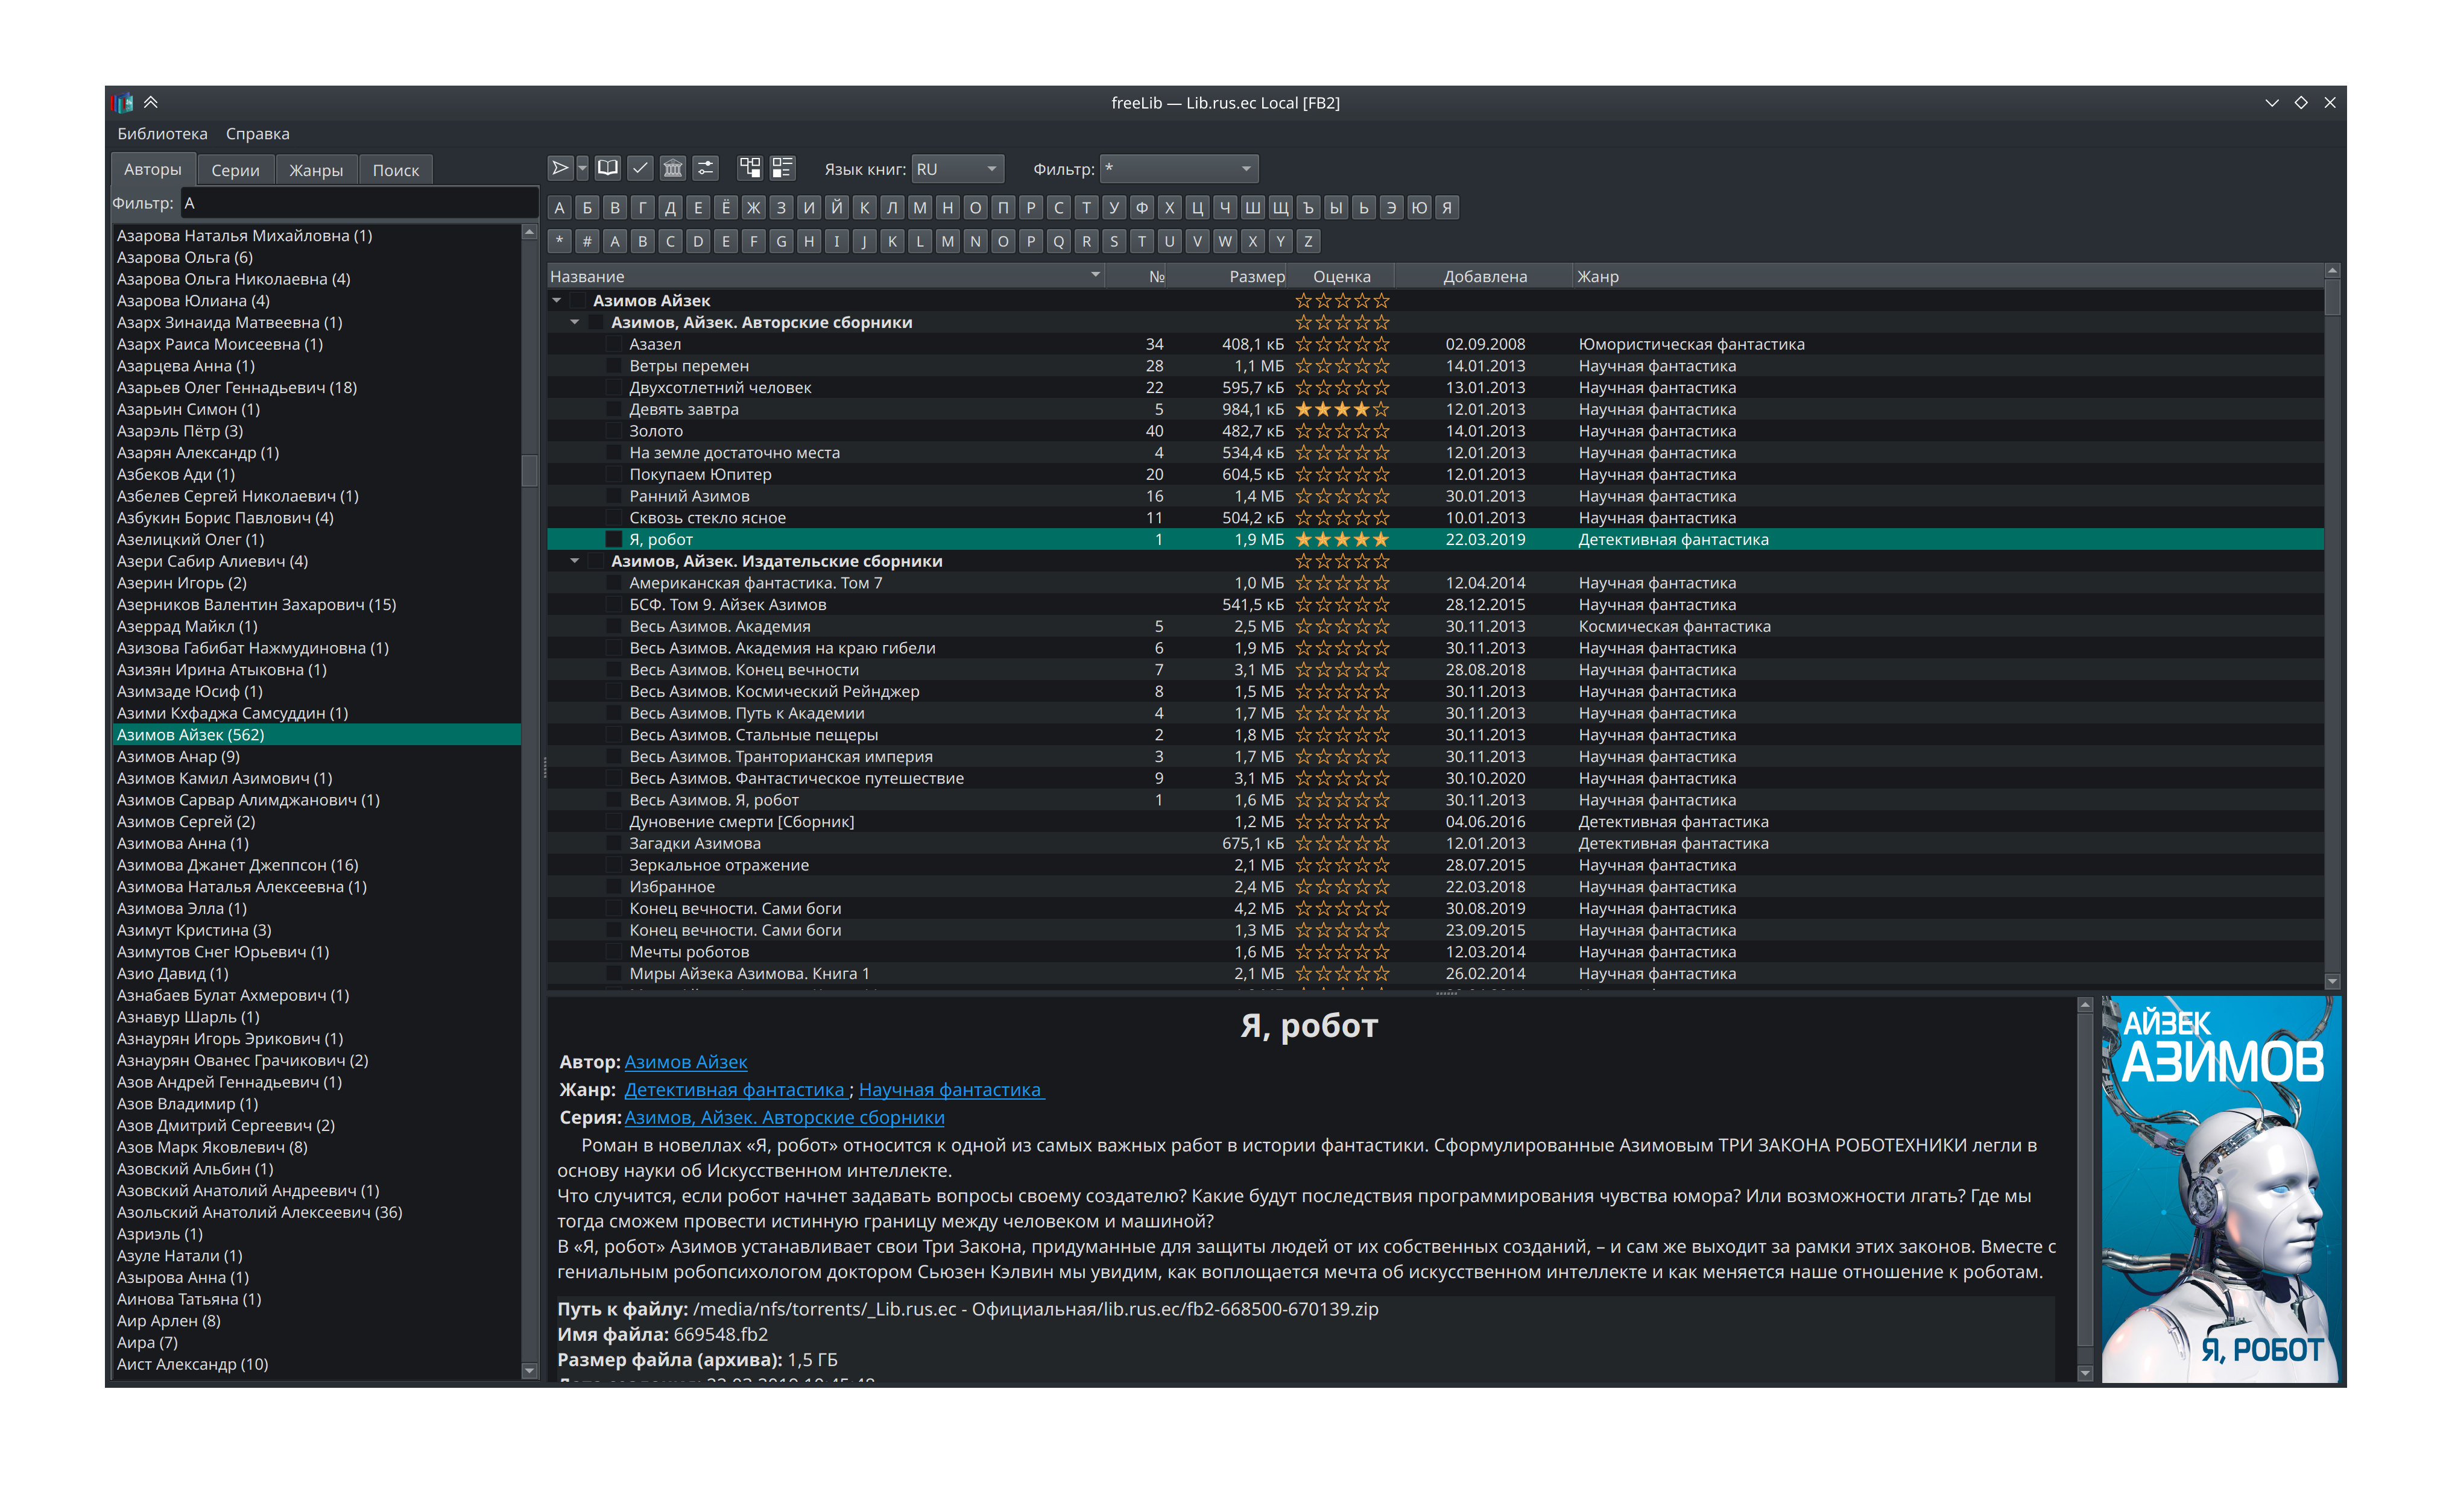 freeLib — Lib.rus.ec Local [FB2]
Библиотека Справка
Авторы Серии Жанры Поиск
Фильтр: А
Азарова Наталья Михайловна (1)
Азарова Ольга (6)
Азарова Ольга Николаевна (4)
Азарова Юлиана (4)
Азарх Зинаида Матвеевна (1)
Азарх Раиса Моисеевна (1)
Азарцева Анна (1)
Азарьев Олег Геннадьевич (18)
Азарьин Симон (1)
Азарэль Пётр (3)
Азарян Александр (1)
Азбеков Ади (1)
Азбелев Сергей Николаевич (1)
Азбукин Борис Павлович (4)
Азелицкий Олег (1)
Азери Сабир Алиевич (4)
Азерин Игорь (2)
Азерников Валентин Захарович (15)
Азеррад Майкл (1)
Азизова Габибат Нажмудиновна (1)
Азизян Ирина Атыковна (1)
Азимзаде Юсиф (1)
Азими Кхфаджа Самсуддин (1)
Азимов Айзек (562)
Азимов Анар (9)
Азимов Камил Азимович (1)
Азимов Сарвар Алимджанович (1)
Азимов Сергей (2)
Азимова Анна (1)
Азимова Джанет Джеппсон (16)
Азимова Наталья Алексеевна (1)
Азимова Элла (1)
Азимут Кристина (3)
Азимутов Снег Юрьевич (1)
Азио Давид (1)
Азнабаев Булат Ахмерович (1)
Азнавур Шарль (1)
Азнаурян Игорь Эрикович (1)
Азнаурян Ованес Грачикович (2)
Азов Андрей Геннадьевич (1)
Азов Владимир (1)
Азов Дмитрий Сергеевич (2)
Азов Марк Яковлевич (8)
Азовский Альбин (1)
Азовский Анатолий Андреевич (1)
Азольский Анатолий Алексеевич (36)
Азриэль (1)
Азуле Натали (1)
Азырова Анна (1)
Аинова Татьяна (1)
Аир Арлен (8)
Аира (7)
Аист Александр (10)
Язык книг: RU Фильтр: *
А Б В Г Д Е Ё Ж З И Й К Л М Н О П Р С Т У Ф Х Ц Ч Ш Щ Ъ Ы Ь Э Ю Я
* # A B C D E F G H I J K L M N O P Q R S T U V W X Y Z
Название № Размер Оценка Добавлена Жанр
Азимов Айзек
Азимов, Айзек. Авторские сборники
Азазел 34 408,1 кБ 02.09.2008 Юмористическая фантастика
Ветры перемен 28 1,1 МБ 14.01.2013 Научная фантастика
Двухсотлетний человек 22 595,7 кБ 13.01.2013 Научная фантастика
Девять завтра 5 984,1 кБ 12.01.2013 Научная фантастика
Золото 40 482,7 кБ 14.01.2013 Научная фантастика
На земле достаточно места 4 534,4 кБ 12.01.2013 Научная фантастика
Покупаем Юпитер 20 604,5 кБ 12.01.2013 Научная фантастика
Ранний Азимов 16 1,4 МБ 30.01.2013 Научная фантастика
Сквозь стекло ясное 11 504,2 кБ 10.01.2013 Научная фантастика
Я, робот 1 1,9 МБ 22.03.2019 Детективная фантастика
Азимов, Айзек. Издательские сборники
Американская фантастика. Том 7 1,0 МБ 12.04.2014 Научная фантастика
БСФ. Том 9. Айзек Азимов 541,5 кБ 28.12.2015 Научная фантастика
Весь Азимов. Академия 5 2,5 МБ 30.11.2013 Космическая фантастика
Весь Азимов. Академия на краю гибели 6 1,9 МБ 30.11.2013 Научная фантастика
Весь Азимов. Конец вечности 7 3,1 МБ 28.08.2018 Научная фантастика
Весь Азимов. Космический Рейнджер 8 1,5 МБ 30.11.2013 Научная фантастика
Весь Азимов. Путь к Академии 4 1,7 МБ 30.11.2013 Научная фантастика
Весь Азимов. Стальные пещеры 2 1,8 МБ 30.11.2013 Научная фантастика
Весь Азимов. Транторианская империя 3 1,7 МБ 30.11.2013 Научная фантастика
Весь Азимов. Фантастическое путешествие 9 3,1 МБ 30.10.2020 Научная фантастика
Весь Азимов. Я, робот 1 1,6 МБ 30.11.2013 Научная фантастика
Дуновение смерти [Сборник] 1,2 МБ 04.06.2016 Детективная фантастика
Загадки Азимова 675,1 кБ 12.01.2013 Детективная фантастика
Зеркальное отражение 2,1 МБ 28.07.2015 Научная фантастика
Избранное 2,4 МБ 22.03.2018 Научная фантастика
Конец вечности. Сами боги 4,2 МБ 30.08.2019 Научная фантастика
Конец вечности. Сами боги 1,3 МБ 23.09.2015 Научная фантастика
Мечты роботов 1,6 МБ 12.03.2014 Научная фантастика
Миры Айзека Азимова. Книга 1 2,1 МБ 26.02.2014 Научная фантастика
Я, робот
Автор: Азимов Айзек
Жанр: Детективная фантастика ; Научная фантастика
Серия: Азимов, Айзек. Авторские сборники
Роман в новеллах «Я, робот» относится к одной из самых важных работ в истории фантастики. Сформулированные Азимовым ТРИ ЗАКОНА РОБОТЕХНИКИ легли в
основу науки об Искусственном интеллекте.
Что случится, если робот начнет задавать вопросы своему создателю? Какие будут последствия программирования чувства юмора? Или возможности лгать? Где мы
тогда сможем провести истинную границу между человеком и машиной?
В «Я, робот» Азимов устанавливает свои Три Закона, придуманные для защиты людей от их собственных созданий, – и сам же выходит за рамки этих законов. Вместе с
гениальным робопсихологом доктором Сьюзен Кэлвин мы увидим, как воплощается мечта об искусственном интеллекте и как меняется наше отношение к роботам.
Путь к файлу: /media/nfs/torrents/_Lib.rus.ec - Официальная/lib.rus.ec/fb2-668500-670139.zip
Имя файла: 669548.fb2
Размер файла (архива): 1,5 ГБ
АЙЗЕК
АЗИМОВ
Я, РОБОТ